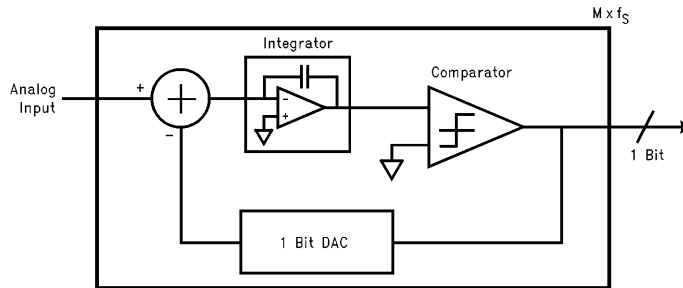 M x fS
Integrator
Comparator
Analog
Input
+
−
−
+
1 Bit
1 Bit DAC